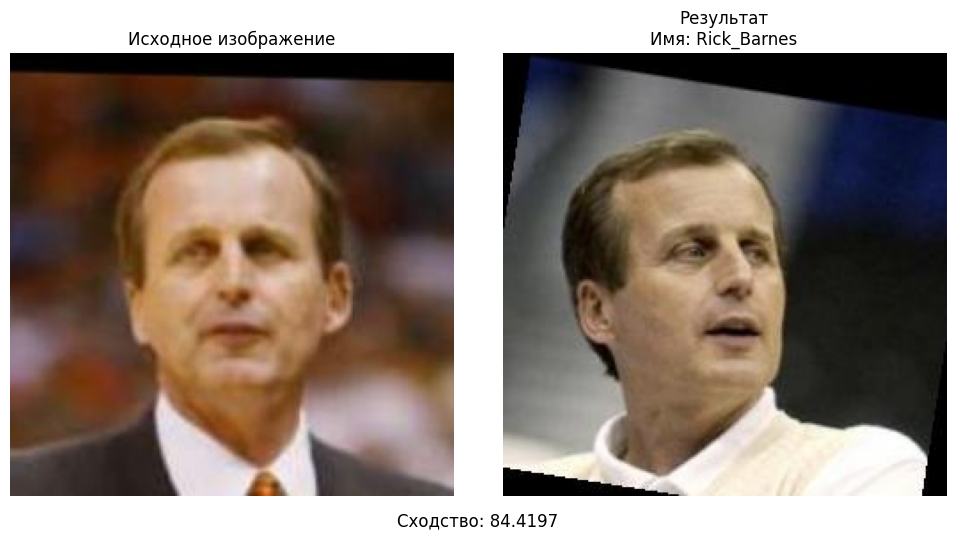 Исходное изображение
Результат
Имя: Rick_Barnes
Сходство: 84.4197